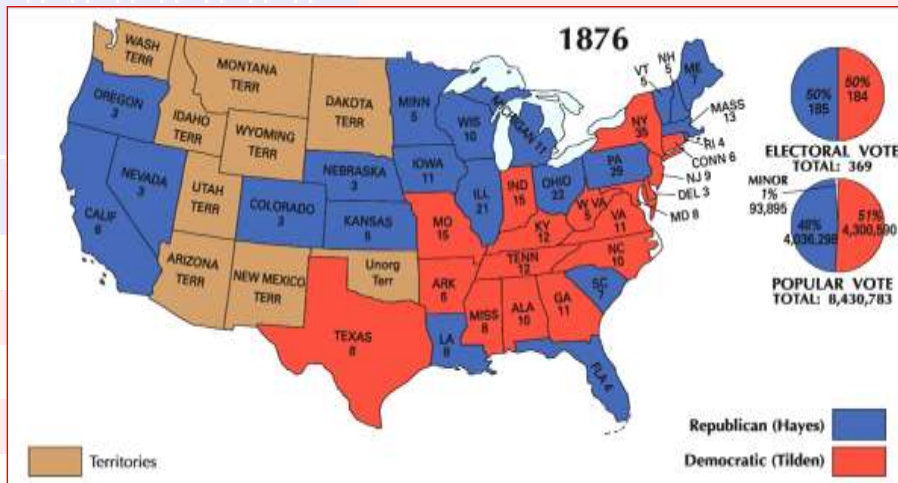 1876
WASH
TERR
MONTANA
TERR
DAKOTA
TERR
OREGON
3
IDAHO
TERR
WYOMING
TERR
MINN
5
WIS
10
MICHIGAN 11
VT
5
NH
5
ME
7
MASS
13
NY
35
RI 4
CONN 6
NJ 9
DEL 3
MD 8
PA
29
NEVADA
3
CALIF
6
UTAH
TERR
COLORADO
3
NEBRASKA
3
KANSAS
5
IOWA
11
ILL
21
IND
15
OHIO
22
W VA
5
VA
11
KY
12
MO
15
TENN
12
NC
10
SC
7
ARIZONA
TERR
NEW MEXICO
TERR
Unorg
Terr
ARK
6
MISS
8
ALA
10
GA
11
TEXAS
8
LA
8
FLA 4
50%
185
50%
184
ELECTORAL VOTE
TOTAL: 369
MINOR
1%
93,895
48%
4,036,298
51%
4,300,590
POPULAR VOTE
TOTAL: 8,430,783
Territories
Republican (Hayes)
Democratic (Tilden)